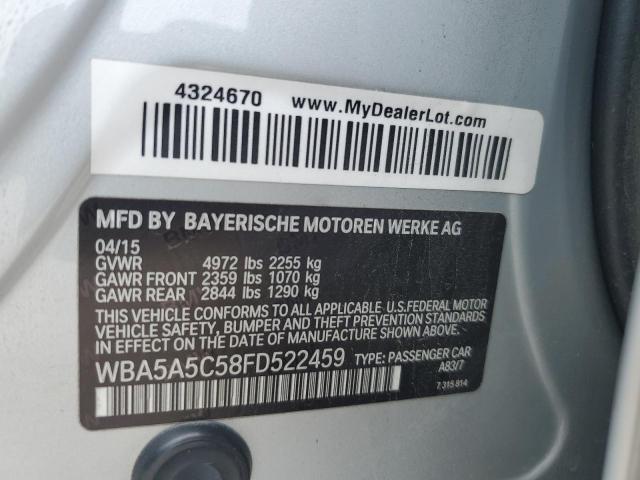 4324670 www.MyDealerLot.com
MFD BY BAYERISCHE MOTOREN WERKE AG
04/15
GVWR 4972 lbs 2255 kg
GAWR FRONT 2359 lbs 1070 kg
GAWR REAR 2844 lbs 1290 kg
THIS VEHICLE CONFORMS TO ALL APPLICABLE U.S.FEDERAL MOTOR
VEHICLE SAFETY, BUMPER AND THEFT PREVENTION STANDARDS
IN EFFECT ON THE DATE OF MANUFACTURE SHOWN ABOVE.
WBA5A5C58FD522459 TYPE: PASSENGER CAR
A83/7
7 315 814